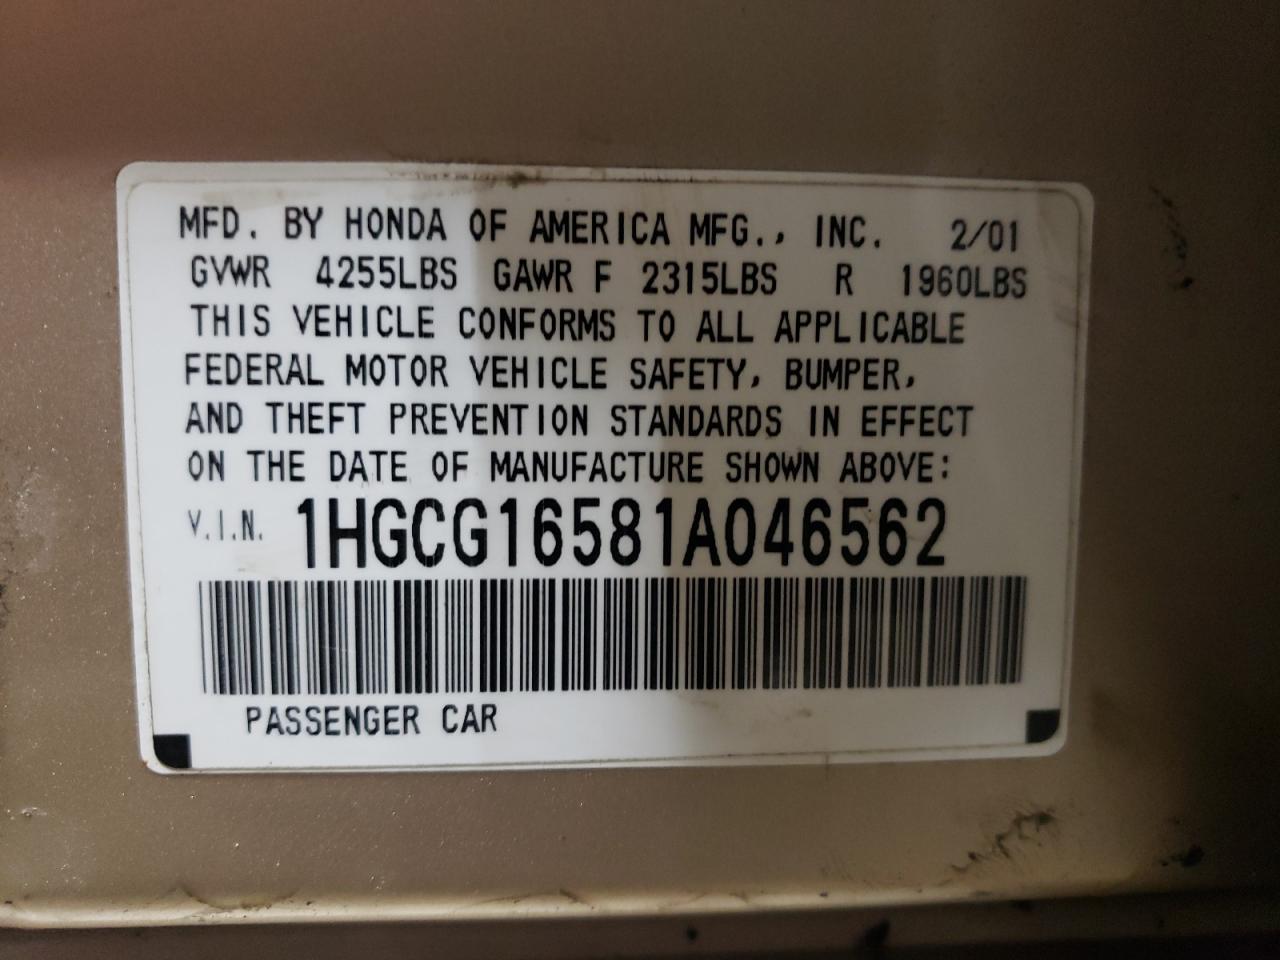 MFD. BY HONDA OF AMERICA MFG., INC. 2/01
GVWR 4255LBS GAWR F 2315LBS R 1960LBS
THIS VEHICLE CONFORMS TO ALL APPLICABLE
FEDERAL MOTOR VEHICLE SAFETY, BUMPER,
AND THEFT PREVENTION STANDARDS IN EFFECT
ON THE DATE OF MANUFACTURE SHOWN ABOVE:
V.I.N. 1HGCG16581A046562
PASSENGER CAR